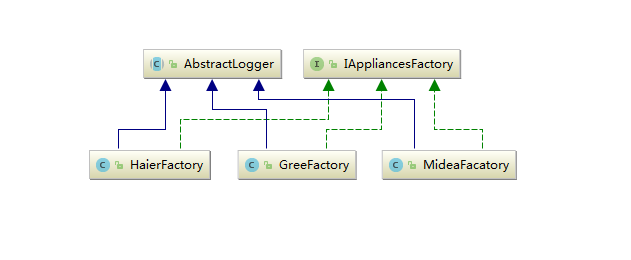 C AbstractLogger
I IAppliancesFactory
C HaierFactory
C GreeFactory
C MideaFacatory